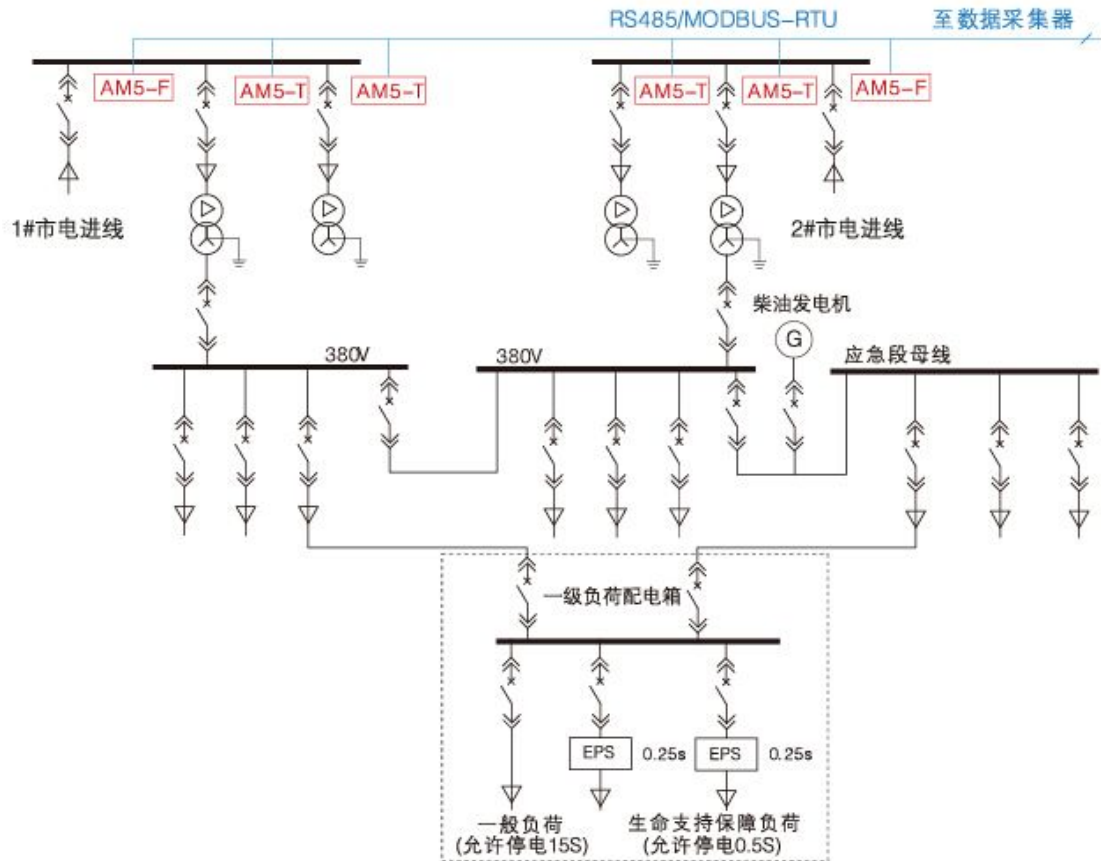 RS485/MODBUS-RTU
至数据采集器
AM5-F
AM5-T
AM5-T
AM5-T
AM5-T
AM5-F
1#市电进线
2#市电进线
柴油发电机
G
380V
380V
应急段母线
一级负荷配电箱
EPS
0.25s
EPS
0.25s
一般负荷
(允许停电15S)
生命支持保障负荷
(允许停电0.5S)